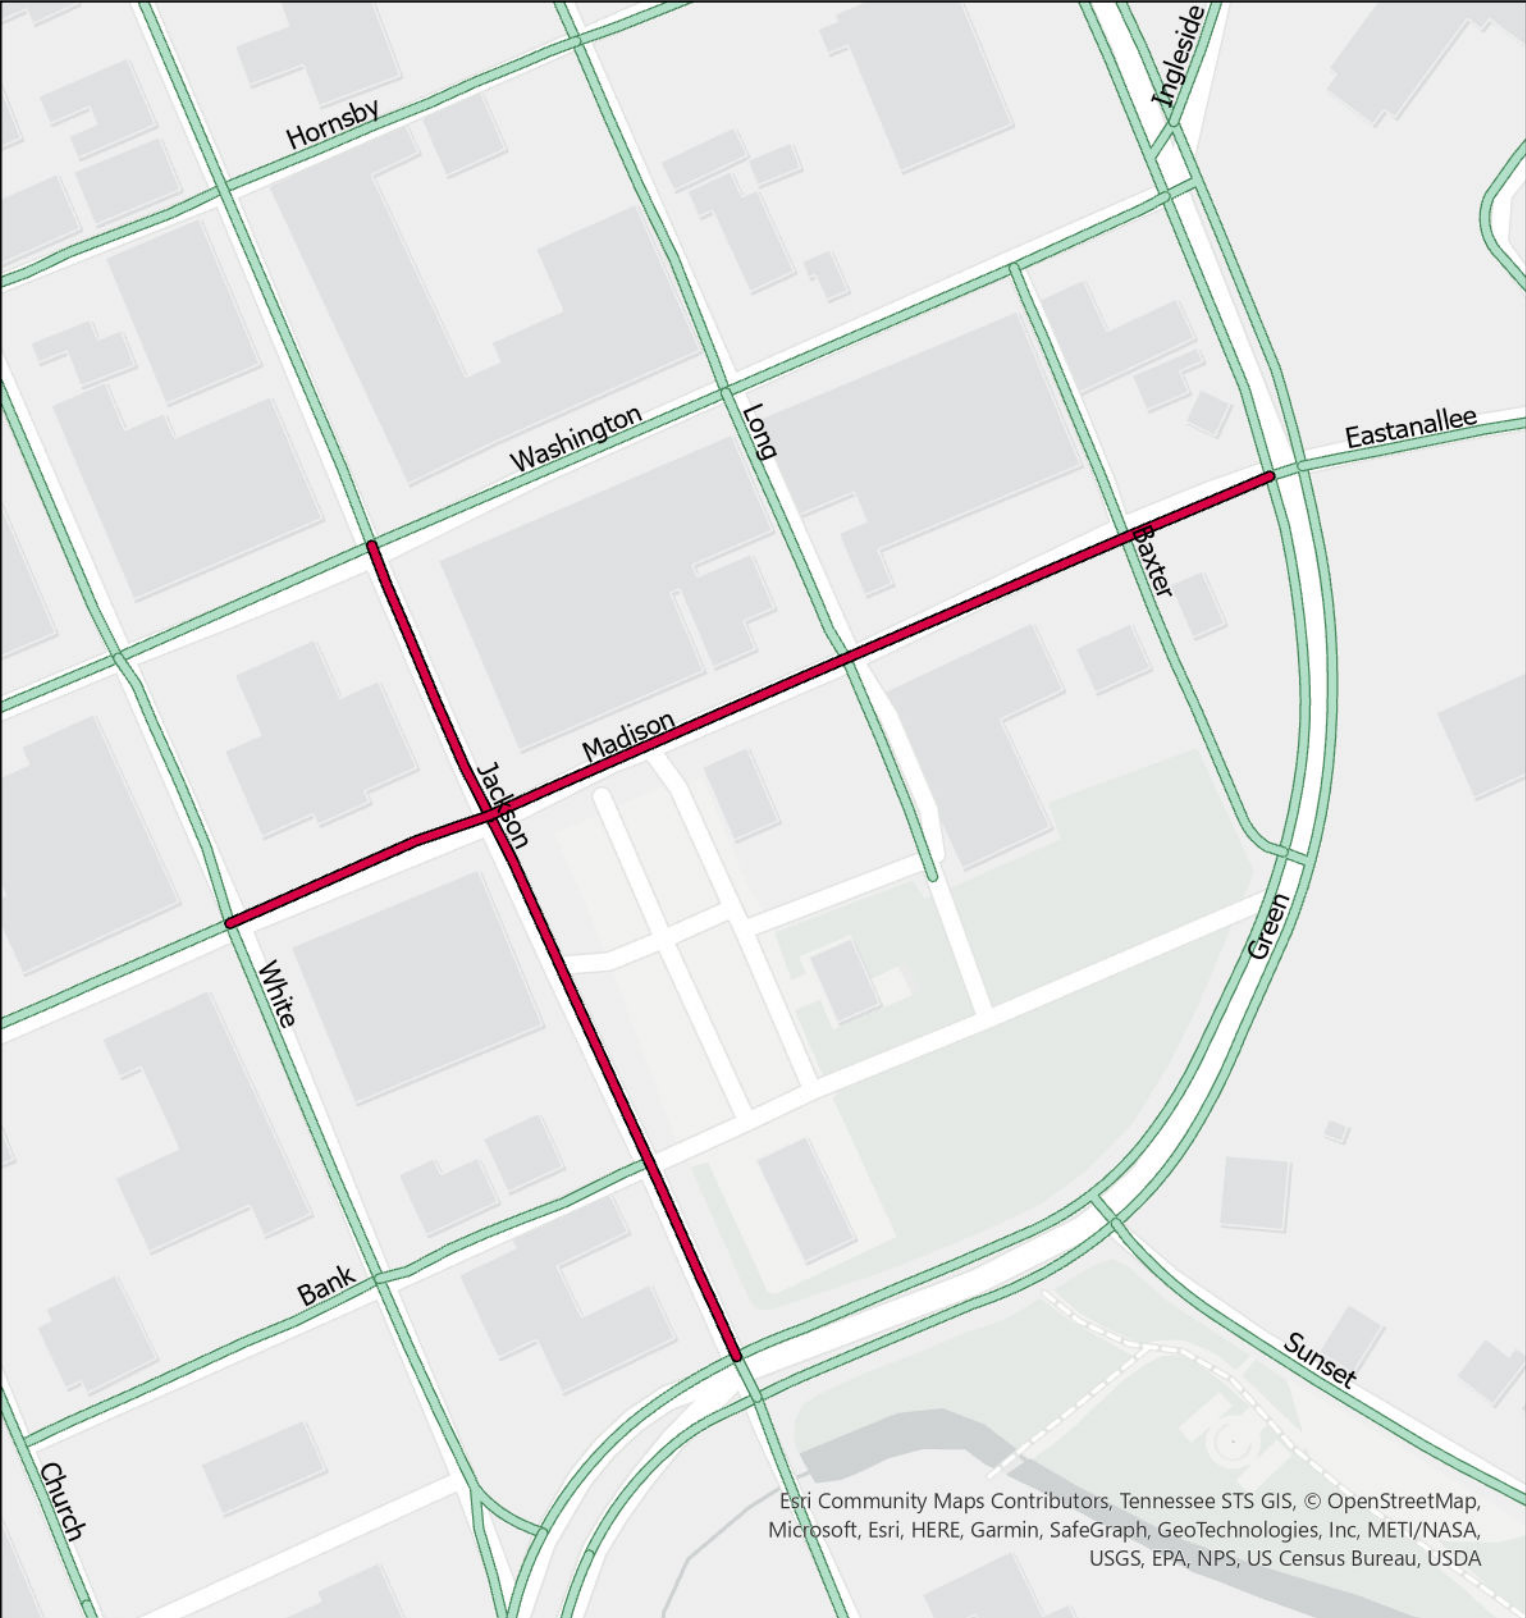 Ingleside
Hornsby
Long
Washington
Eastanallee
Baxter
Madison
Jackson
White
Green
Bank
Sunset
Church
Esri Community Maps Contributors, Tennessee STS GIS, © OpenStreetMap,
Microsoft, Esri, HERE, Garmin, SafeGraph, GeoTechnologies, Inc, METI/NASA,
USGS, EPA, NPS, US Census Bureau, USDA